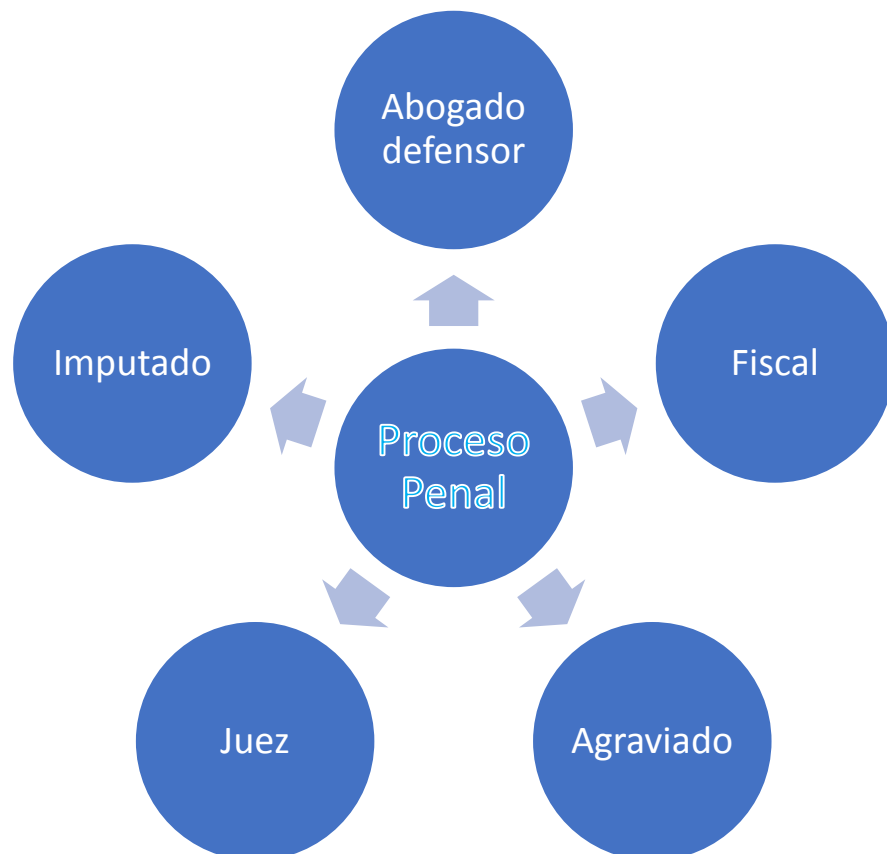 Abogado
defensor
Imputado
Fiscal
Proceso
Penal
Juez
Agraviado